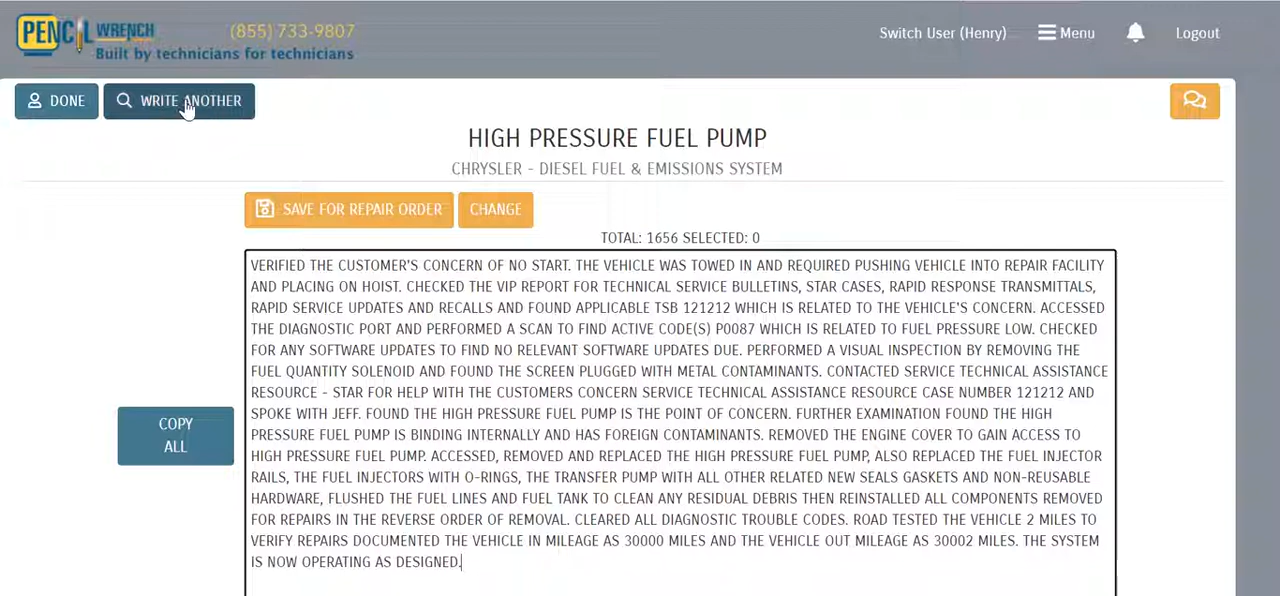 PENCIL WRENCH (855) 733-9807
Built by technicians for technicians
Switch User (Henry) Menu Logout
DONE WRITE ANOTHER
HIGH PRESSURE FUEL PUMP
CHRYSLER - DIESEL FUEL & EMISSIONS SYSTEM
SAVE FOR REPAIR ORDER CHANGE
TOTAL: 1656 SELECTED: 0
VERIFIED THE CUSTOMER'S CONCERN OF NO START. THE VEHICLE WAS TOWED IN AND REQUIRED PUSHING VEHICLE INTO REPAIR FACILITY
AND PLACING ON HOIST. CHECKED THE VIP REPORT FOR TECHNICAL SERVICE BULLETINS, STAR CASES, RAPID RESPONSE TRANSMITTALS,
RAPID SERVICE UPDATES AND RECALLS AND FOUND APPLICABLE TSB 121212 WHICH IS RELATED TO THE VEHICLE'S CONCERN. ACCESSED
THE DIAGNOSTIC PORT AND PERFORMED A SCAN TO FIND ACTIVE CODE(S) P0087 WHICH IS RELATED TO FUEL PRESSURE LOW. CHECKED
FOR ANY SOFTWARE UPDATES TO FIND NO RELEVANT SOFTWARE UPDATES DUE. PERFORMED A VISUAL INSPECTION BY REMOVING THE
FUEL QUANTITY SOLENOID AND FOUND THE SCREEN PLUGGED WITH METAL CONTAMINANTS. CONTACTED SERVICE TECHNICAL ASSISTANCE
RESOURCE - STAR FOR HELP WITH THE CUSTOMERS CONCERN SERVICE TECHNICAL ASSISTANCE RESOURCE CASE NUMBER 121212 AND
SPOKE WITH JEFF. FOUND THE HIGH PRESSURE FUEL PUMP IS THE POINT OF CONCERN. FURTHER EXAMINATION FOUND THE HIGH
PRESSURE FUEL PUMP IS BINDING INTERNALLY AND HAS FOREIGN CONTAMINANTS. REMOVED THE ENGINE COVER TO GAIN ACCESS TO
HIGH PRESSURE FUEL PUMP. ACCESSED, REMOVED AND REPLACED THE HIGH PRESSURE FUEL PUMP, ALSO REPLACED THE FUEL INJECTOR
RAILS, THE FUEL INJECTORS WITH O-RINGS, THE TRANSFER PUMP WITH ALL OTHER RELATED NEW SEALS GASKETS AND NON-REUSABLE
HARDWARE, FLUSHED THE FUEL LINES AND FUEL TANK TO CLEAN ANY RESIDUAL DEBRIS THEN REINSTALLED ALL COMPONENTS REMOVED
FOR REPAIRS IN THE REVERSE ORDER OF REMOVAL. CLEARED ALL DIAGNOSTIC TROUBLE CODES. ROAD TESTED THE VEHICLE 2 MILES TO
VERIFY REPAIRS DOCUMENTED THE VEHICLE IN MILEAGE AS 30000 MILES AND THE VEHICLE OUT MILEAGE AS 30002 MILES. THE SYSTEM
IS NOW OPERATING AS DESIGNED.
COPY
ALL